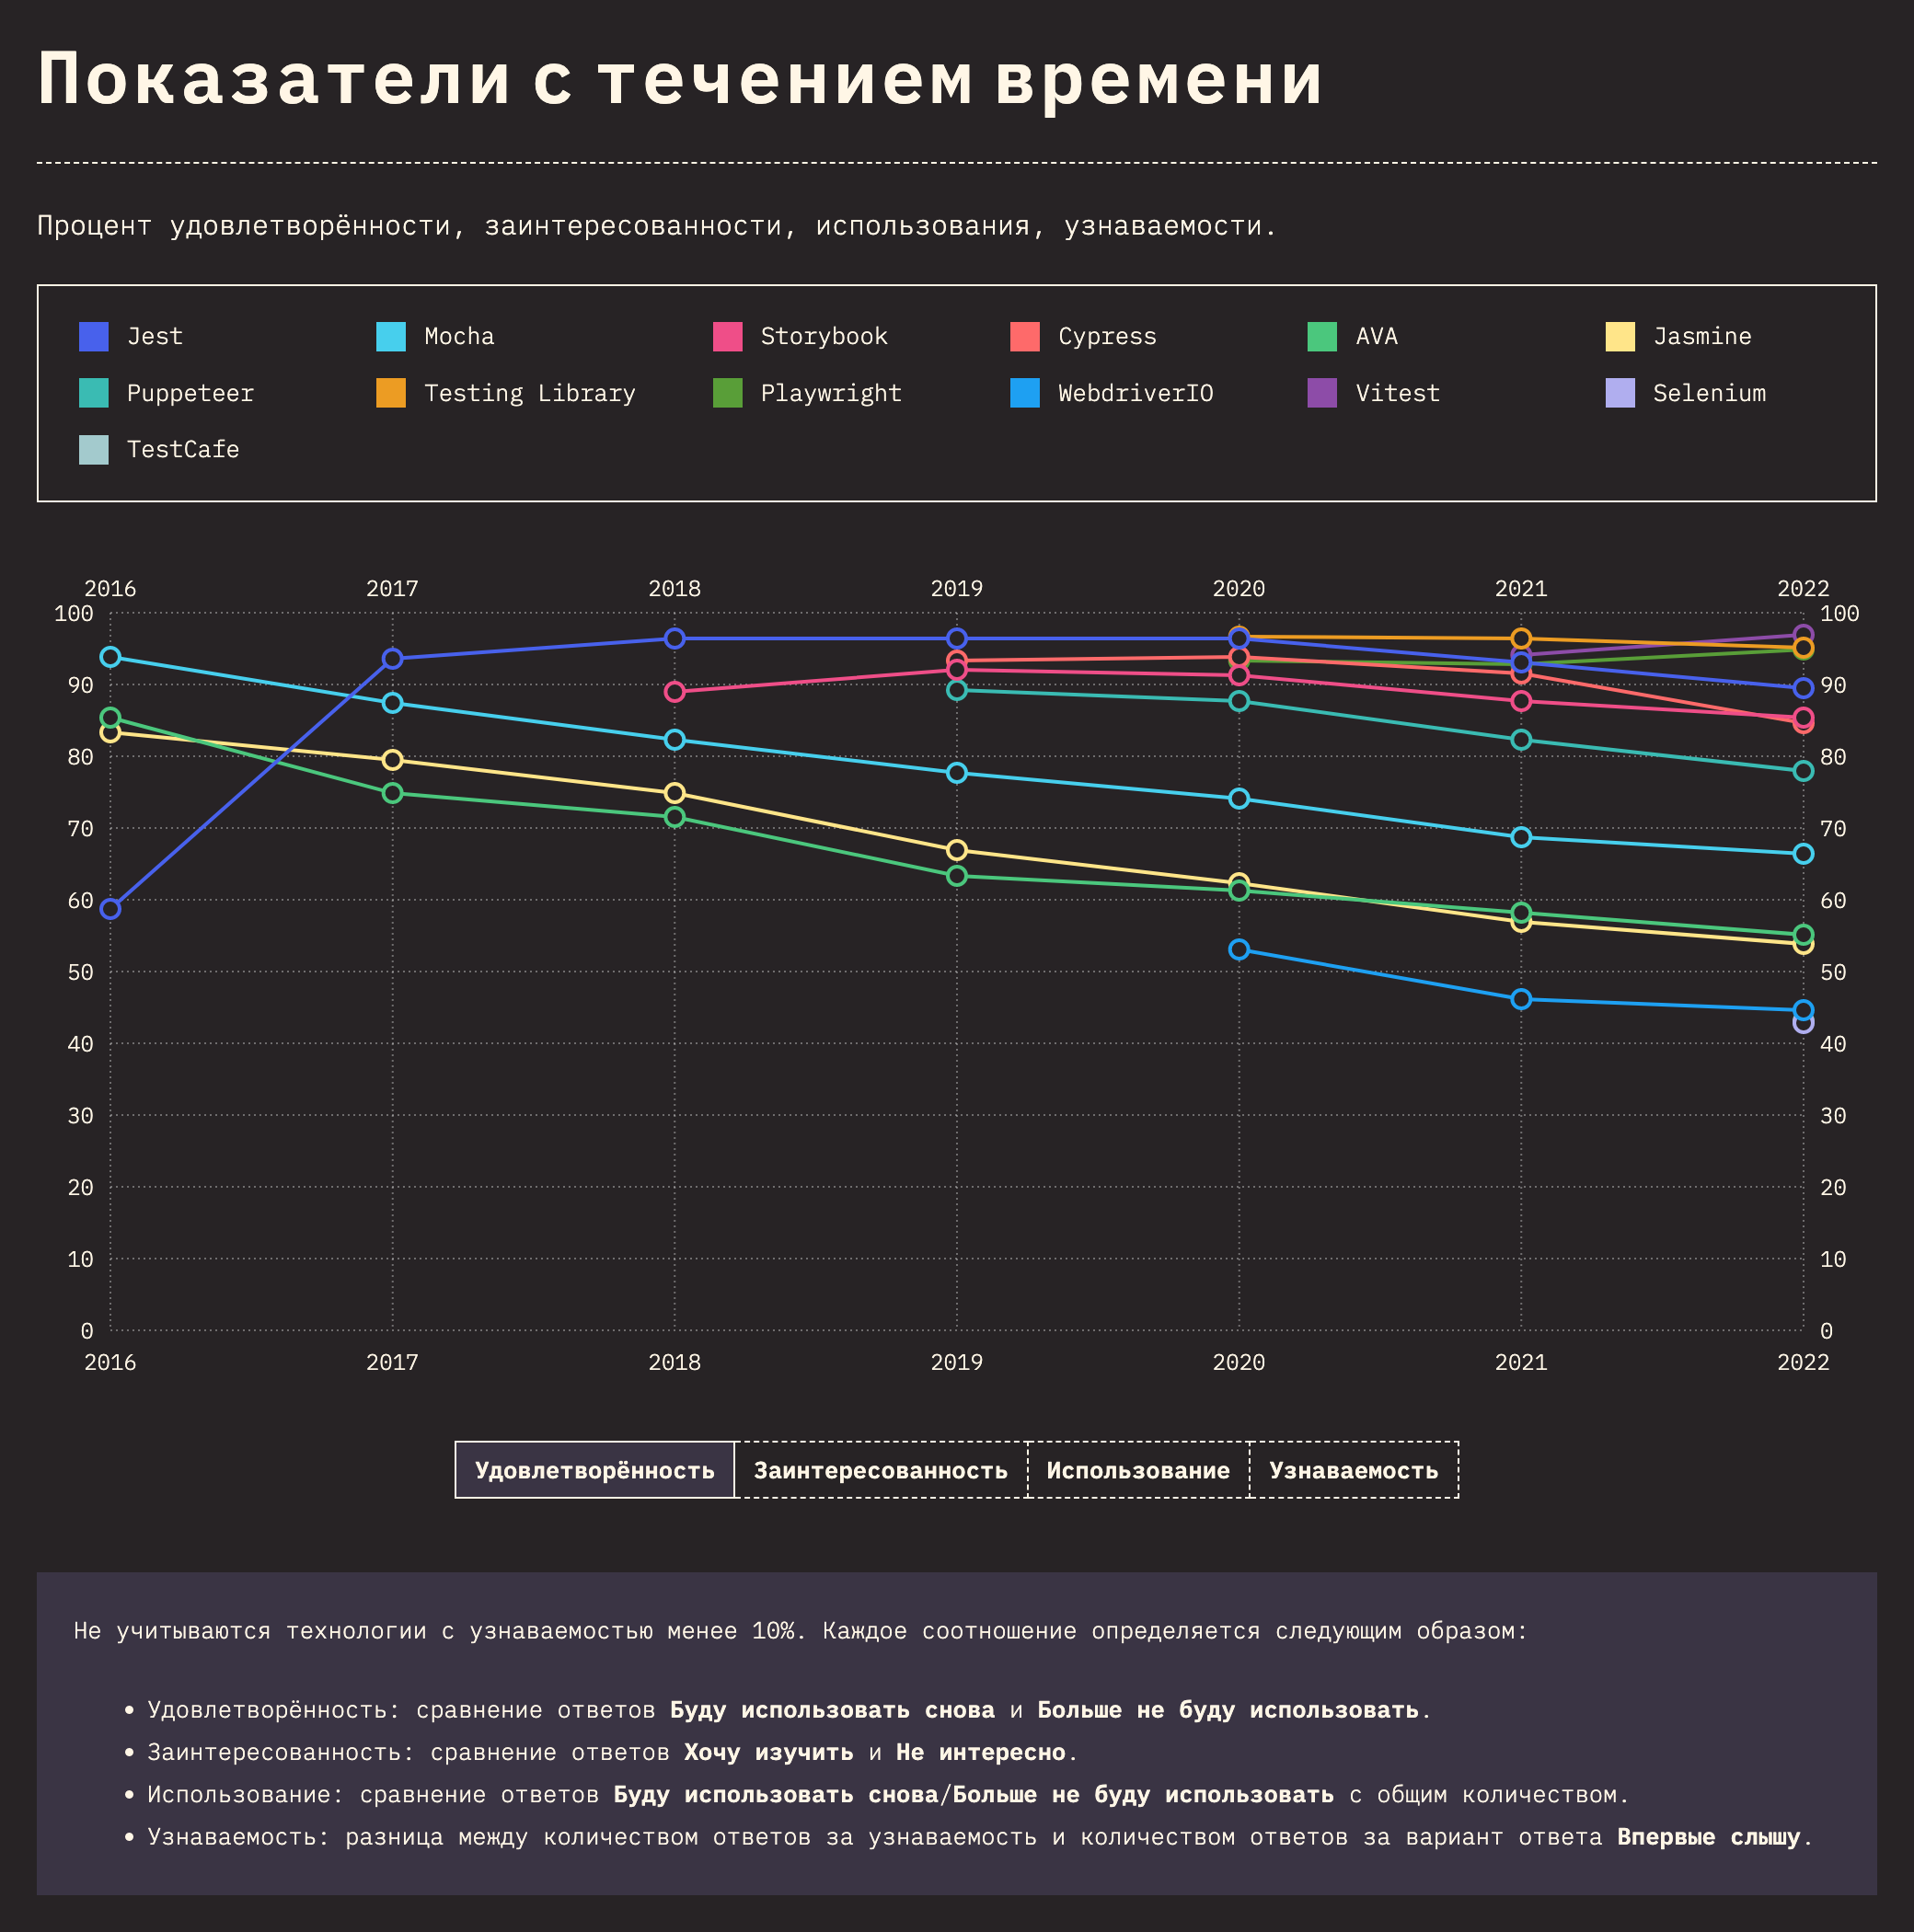 Показатели с течением времени
Процент удовлетворённости, заинтересованности, использования, узнаваемости.
Jest Mocha Storybook Cypress AVA Jasmine
Puppeteer Testing Library Playwright WebdriverIO Vitest Selenium
TestCafe
2016 2017 2018 2019 2020 2021 2022
100 100
90 90
80 80
70 70
60 60
50 50
40 40
30 30
20 20
10 10
0 0
2016 2017 2018 2019 2020 2021 2022
Удовлетворённость Заинтересованность Использование Узнаваемость
Не учитываются технологии с узнаваемостью менее 10%. Каждое соотношение определяется следующим образом:
• Удовлетворённость: сравнение ответов Буду использовать снова и Больше не буду использовать.
• Заинтересованность: сравнение ответов Хочу изучить и Не интересно.
• Использование: сравнение ответов Буду использовать снова/Больше не буду использовать с общим количеством.
• Узнаваемость: разница между количеством ответов за узнаваемость и количеством ответов за вариант ответа Впервые слышу.